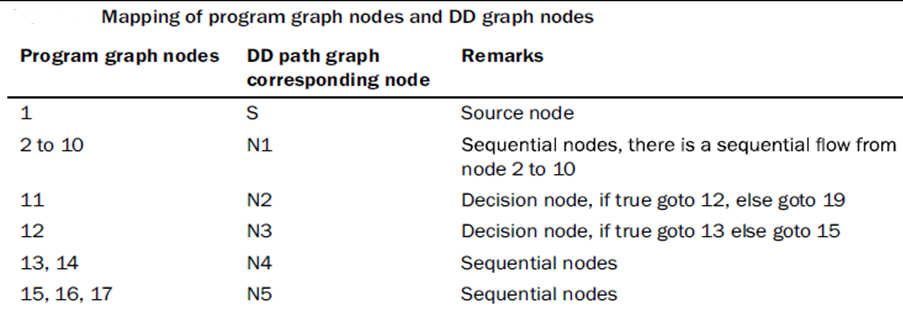 Mapping of program graph nodes and DD graph nodes
Program graph nodes DD path graph corresponding node Remarks
1 S Source node
2 to 10 N1 Sequential nodes, there is a sequential flow from node 2 to 10
11 N2 Decision node, if true goto 12, else goto 19
12 N3 Decision node, if true goto 13 else goto 15
13, 14 N4 Sequential nodes
15, 16, 17 N5 Sequential nodes